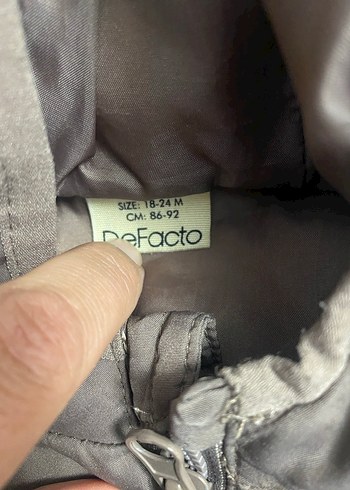 SIZE: 18-24 M
CM: 86-92
DeFacto